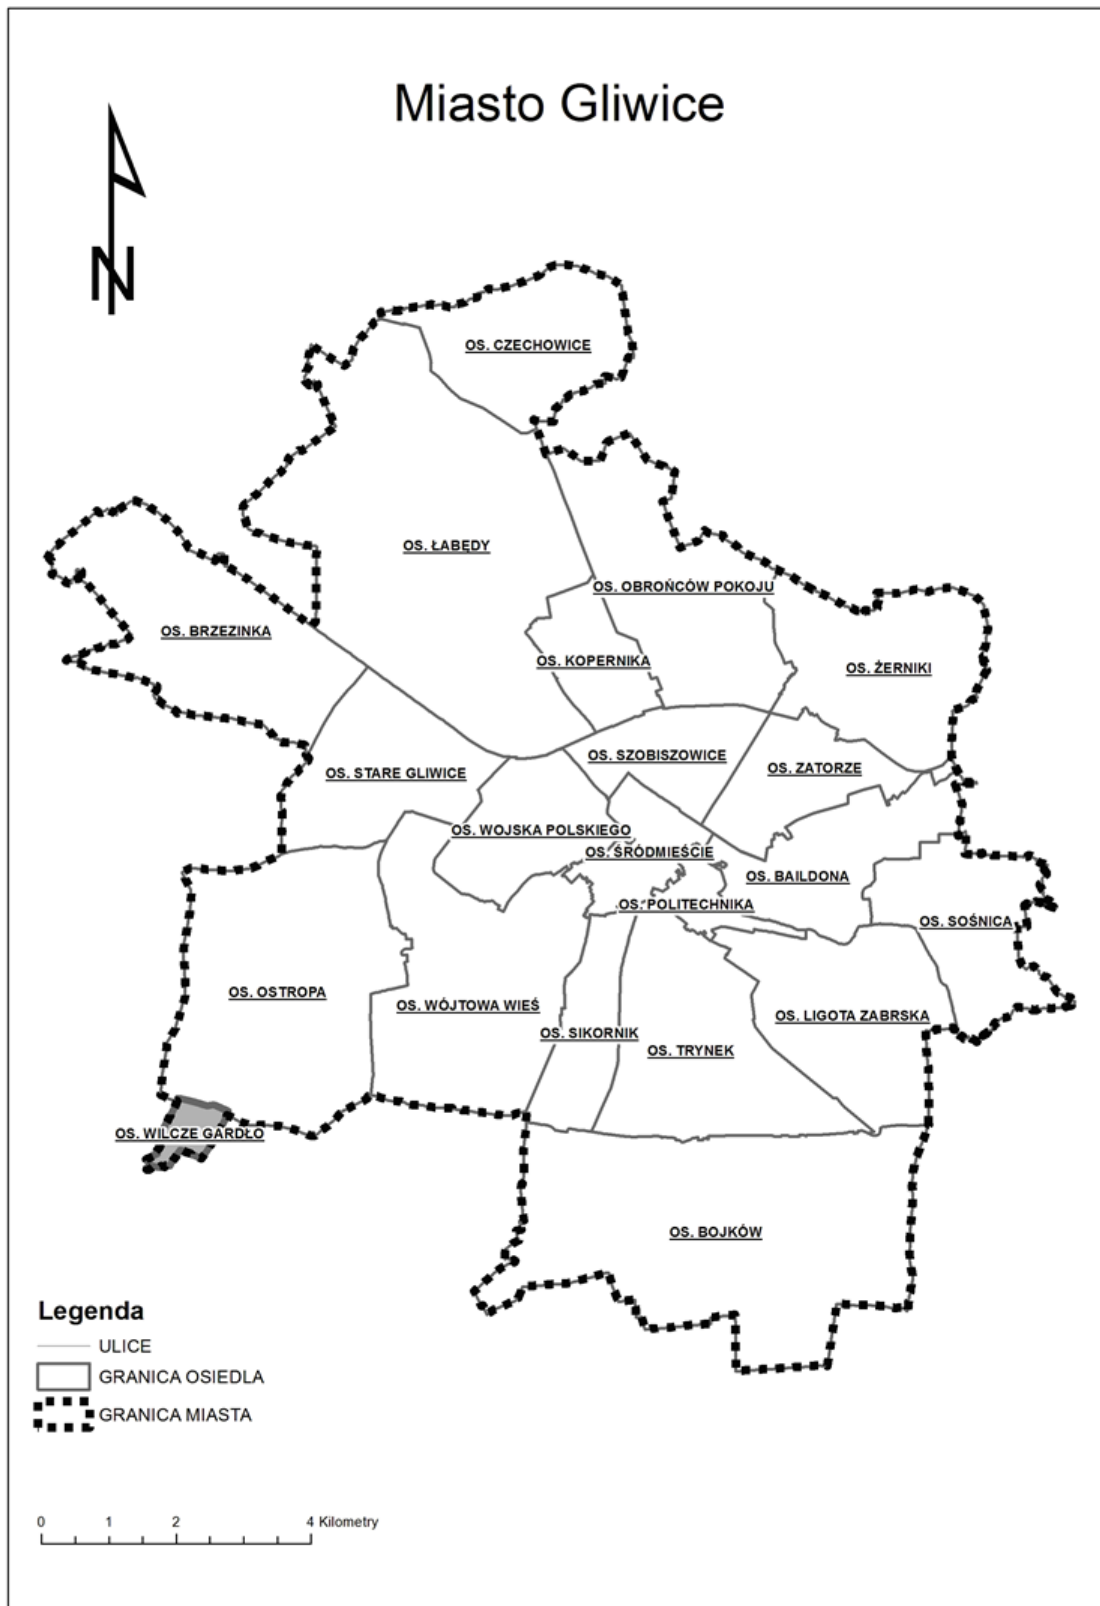 Miasto Gliwice
N
OS. CZECHOWICE
OS. ŁABĘDY
OS. OBROŃCÓW POKOJU
OS. BRZEZINKA
OS. KOPERNIKA
OS. ŻERNIKI
OS. SZOBISZOWICE
OS. ZATORZE
OS. STARE GLIWICE
OS. WOJSKA POLSKIEGO
OS. ŚRÓDMIEŚCIE
OS. BAILDONA
OS. POLITECHNIKA
OS. SOŚNICA
OS. OSTROPA
OS. WÓJTOWA WIEŚ
OS. LIGOTA ZABRSKA
OS. SIKORNIK
OS. TRYNEK
OS. WILCZE GARDŁO
OS. BOJKÓW
Legenda
ULICE
GRANICA OSIEDLA
GRANICA MIASTA
0 1 2 4 Kilometry